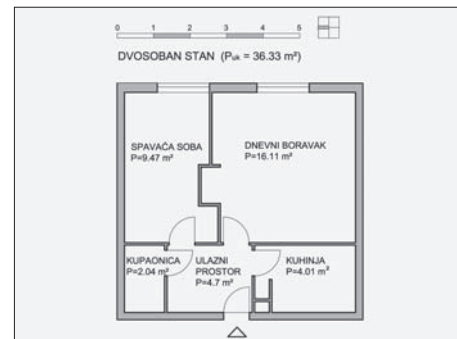 0 1 2 3 4 5
DVOSOBAN STAN (Puk = 36.33 m²)
SPAVAĆA SOBA
P=9.47 m²
DNEVNI BORAVAK
P=16.11 m²
KUPAONICA
P=2.04 m²
ULAZNI
PROSTOR
P=4.7 m²
KUHINJA
P=4.01 m²